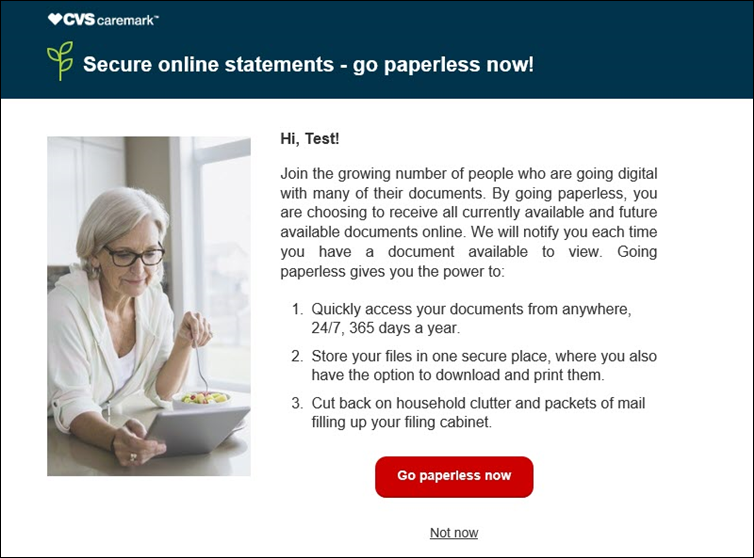 CVS caremark™
Secure online statements - go paperless now!
Hi, Test!
Join the growing number of people who are going digital
with many of their documents. By going paperless, you
are choosing to receive all currently available and future
available documents online. We will notify you each time
you have a document available to view. Going
paperless gives you the power to:
1. Quickly access your documents from anywhere,
24/7, 365 days a year.
2. Store your files in one secure place, where you also
have the option to download and print them.
3. Cut back on household clutter and packets of mail
filling up your filing cabinet.
Go paperless now
Not now